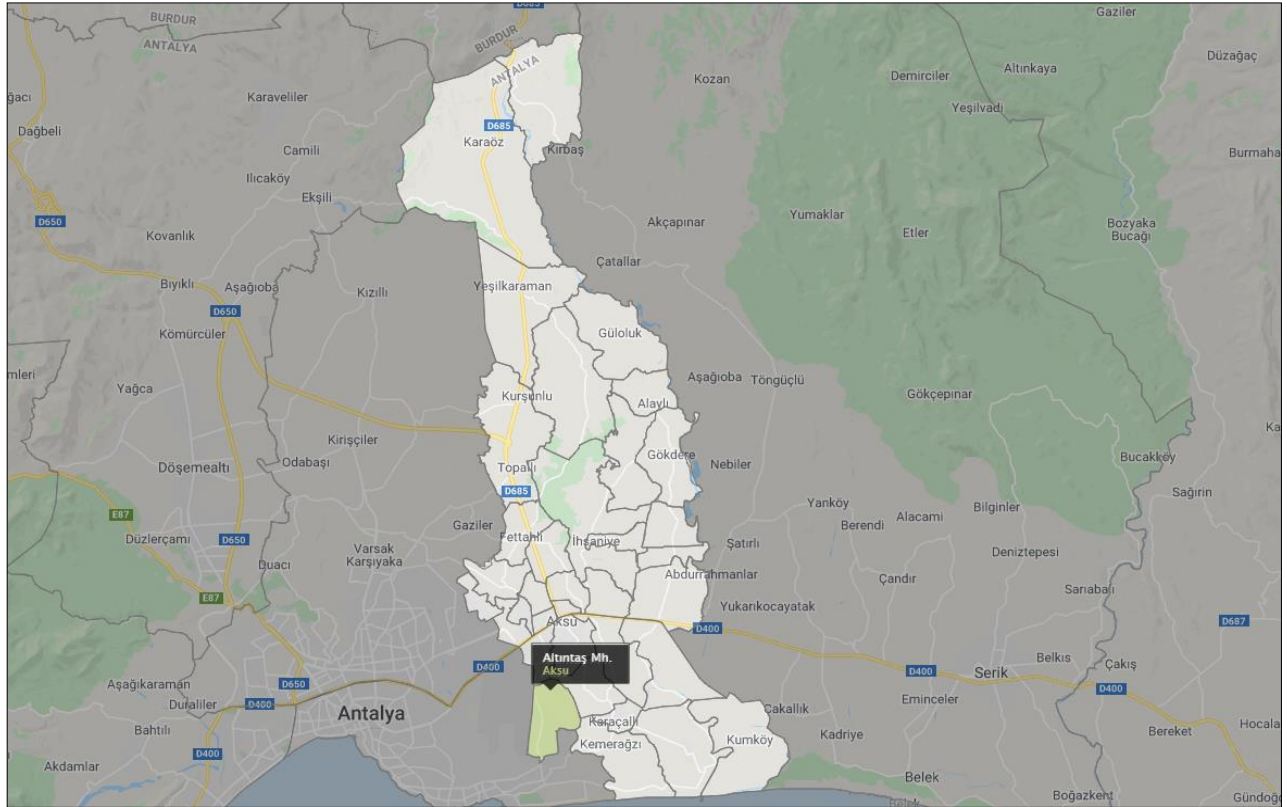 D685
BURDUR
Gaziler
BURDUR
ANTALYA
Düzağaç
ANTALYA
Kozan
Demirciler
Altınkaya
Karaveliler
Yeşilvadi
D685
Dağbeli
Karaöz
Camili
Kırbaş
Ilıcaköy
Ekşili
Akçapınar
Yumaklar
Etler
Bozyaka
Bucağı
D650
Kovanlık
Çatallar
Bıyıklı
Aşağıoba
Kızıllı
Yeşilkaraman
D650
Kömürcüler
Güloluk
Yağca
Aşağıoba
Töngüçlü
Gökçepınar
Kurşunlu
Alaylı
Kirişçiler
Döşemealtı
Odabaşı
Topallı
Gökdere
Nebiler
Bucakköy
D685
Sağırin
E87
Yanköy
Bilginler
Alacami
Gaziler
Berendi
Düzlerçamı
D650
Fettahlı
İhsaniye
Şatırlı
Deniztepesi
Varsak
Karşıyaka
Duacı
Abdurrahmanlar
Çandır
Sarıabalı
E87
Yukarıkocayatak
Aksu
D400
D687
Altıntaş Mh.
Aksu
Belkıs
Çakış
D400
D400
Serik
Aşağıkaraman
D650
D400
Duraliler
D400
Eminceler
Antalya
Karaçallı
Çakallık
Bahtılı
Kadriye
Bereket
Kemerağzı
Kumköy
D400
Akdamlar
Belek
Boğazkent